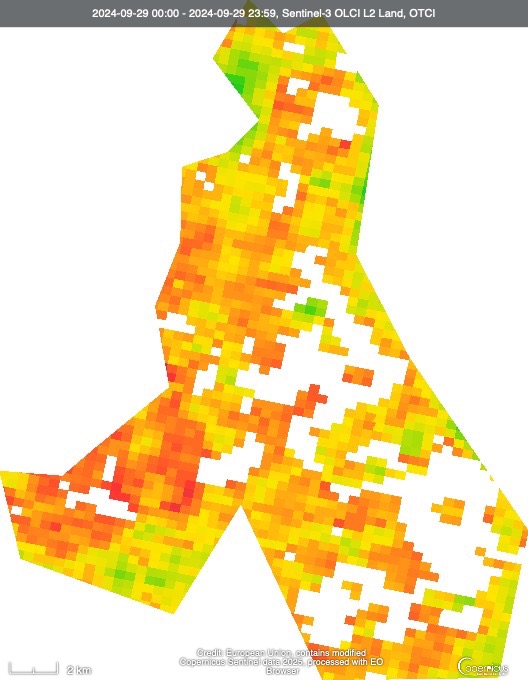 2024-09-29 00:00 - 2024-09-29 23:59, Sentinel-3 OLCI L2 Land, OTCI
Credit: European Union, contains modified
Copernicus Sentinel data 2025, processed with EO
Browser
2 km
opernicus